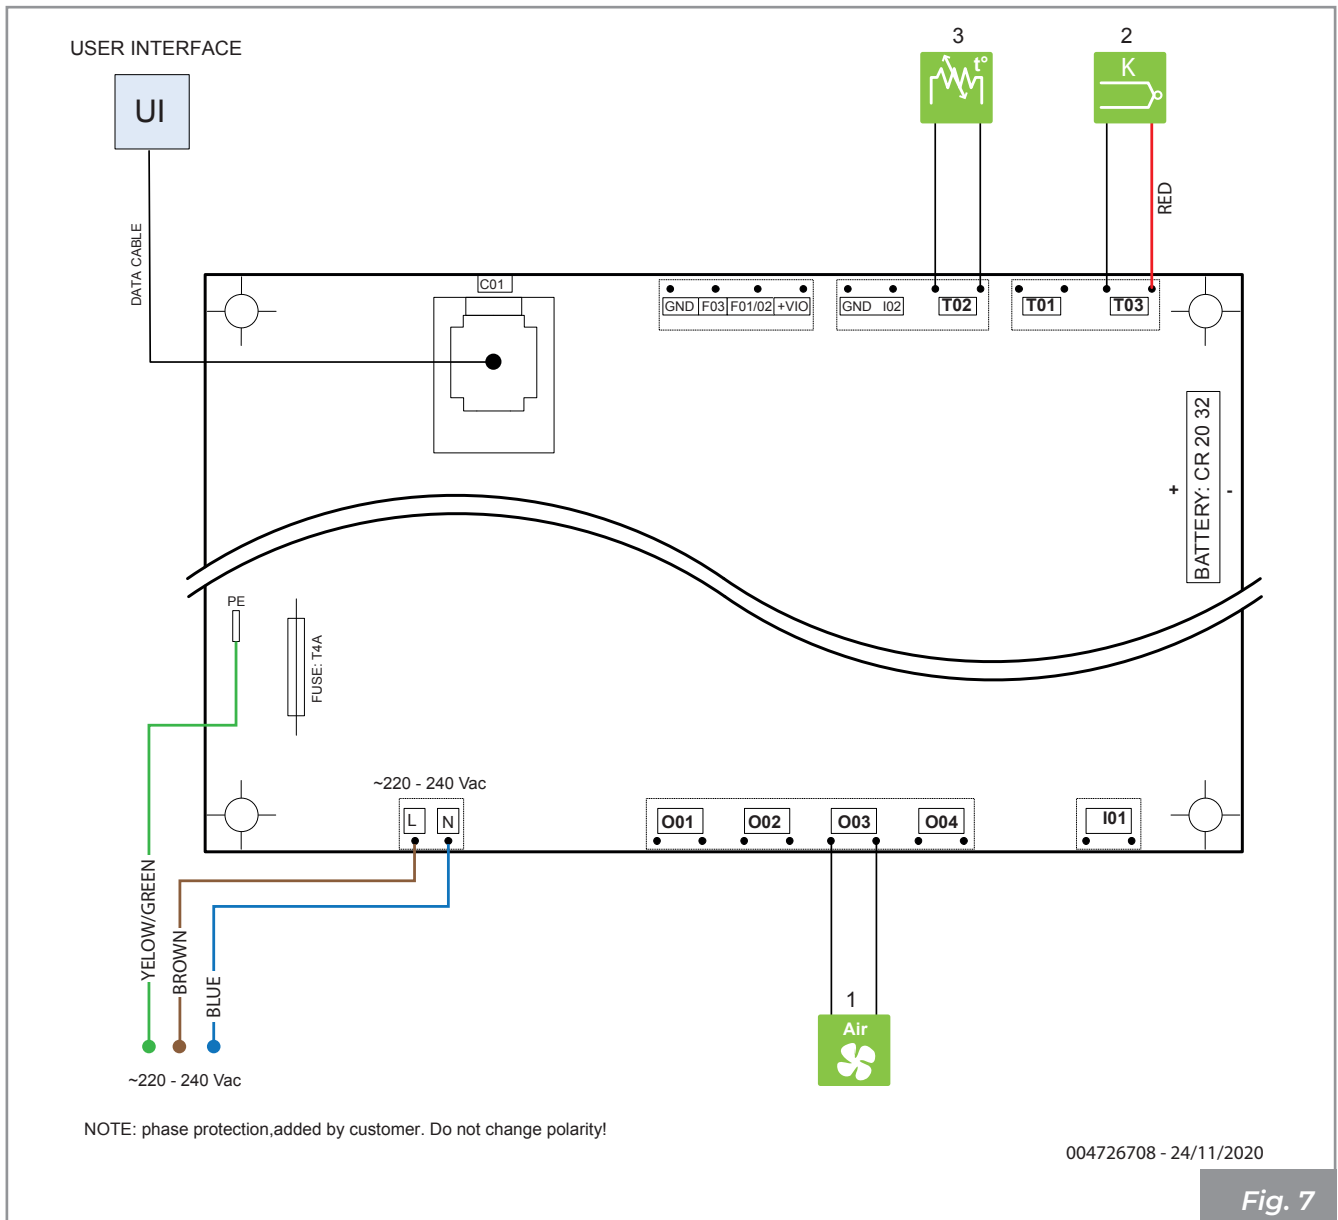 USER INTERFACE
3
2
UI
t°
K
RED
DATA CABLE
C01
GND F03 F01/02 +VIO
GND I02 T02
T01 T03
BATTERY: CR 20 32
+
-
PE
FUSE: T4A
~220 - 240 Vac
L N
O01 O02 O03 O04
I01
YELOW/GREEN
BROWN
BLUE
1
Air
~220 - 240 Vac
NOTE: phase protection,added by customer. Do not change polarity!
004726708 - 24/11/2020
Fig. 7